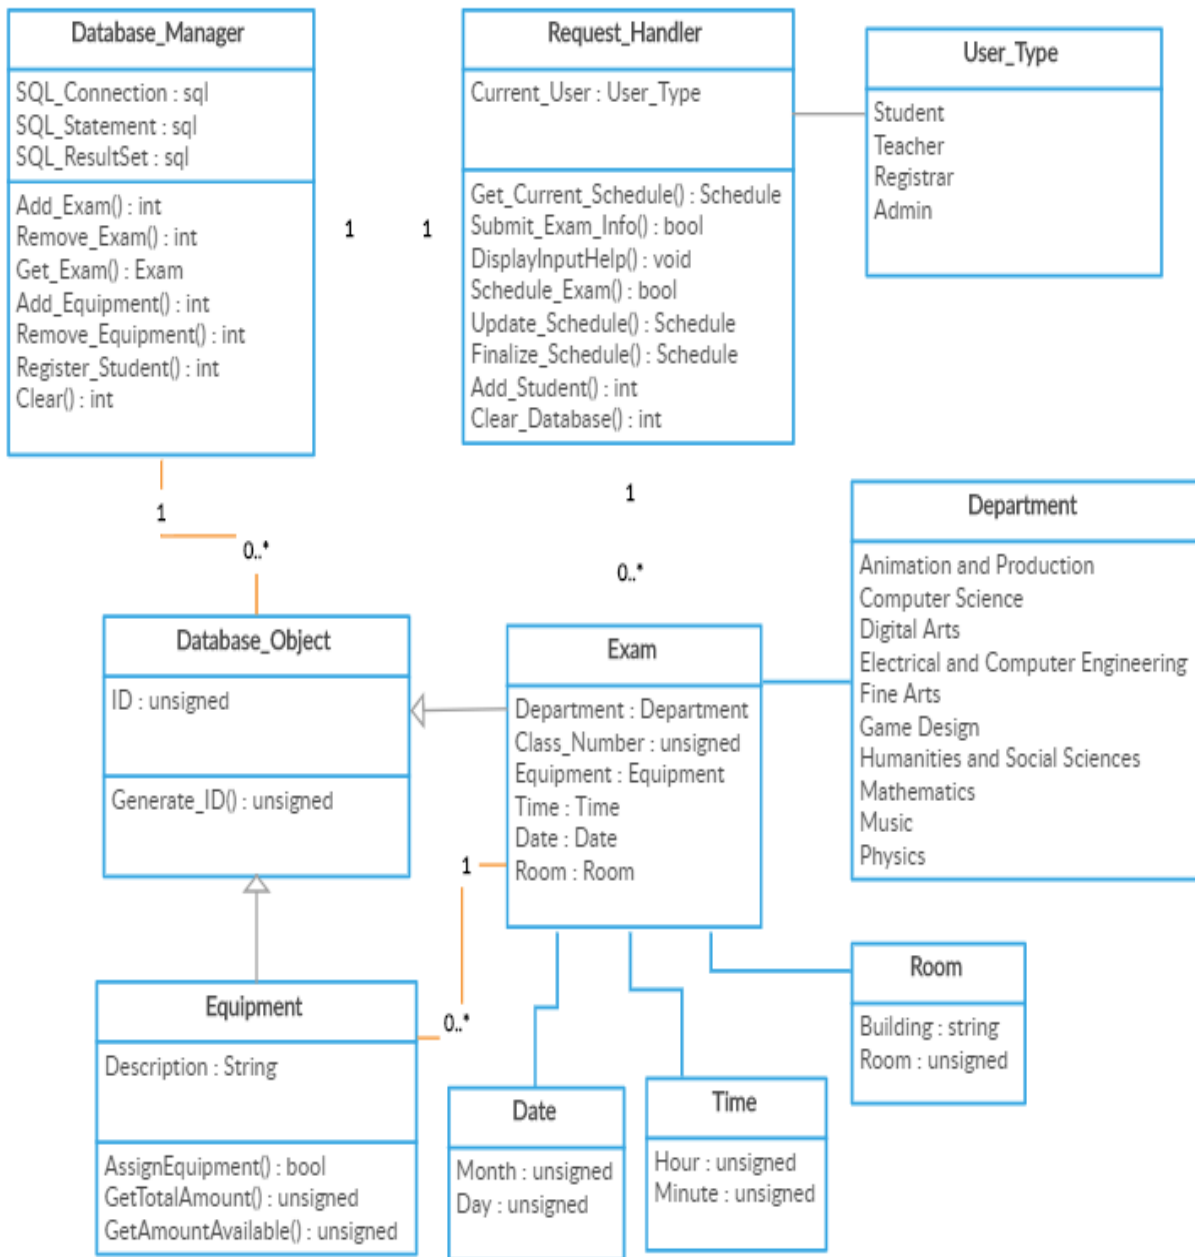 Database_Manager
SQL_Connection : sql
SQL_Statement : sql
SQL_ResultSet : sql
Add_Exam() : int
Remove_Exam() : int
Get_Exam() : Exam
Add_Equipment() : int
Remove_Equipment() : int
Register_Student() : int
Clear() : int
1
1
Request_Handler
Current_User : User_Type
Get_Current_Schedule() : Schedule
Submit_Exam_Info() : bool
DisplayInputHelp() : void
Schedule_Exam() : bool
Update_Schedule() : Schedule
Finalize_Schedule() : Schedule
Add_Student() : int
Clear_Database() : int
User_Type
Student
Teacher
Registrar
Admin
1
0..*
1
0..*
Department
Animation and Production
Computer Science
Digital Arts
Electrical and Computer Engineering
Fine Arts
Game Design
Humanities and Social Sciences
Mathematics
Music
Physics
Database_Object
ID : unsigned
Generate_ID() : unsigned
Exam
Department : Department
Class_Number : unsigned
Equipment : Equipment
Time : Time
Date : Date
Room : Room
1
0..*
Equipment
Description : String
AssignEquipment() : bool
GetTotalAmount() : unsigned
GetAmountAvailable() : unsigned
Date
Month : unsigned
Day : unsigned
Time
Hour : unsigned
Minute : unsigned
Room
Building : string
Room : unsigned